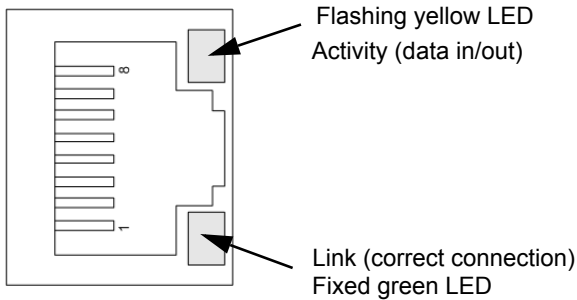 Flashing yellow LED
Activity (data in/out)
8
1
Link (correct connection)
Fixed green LED